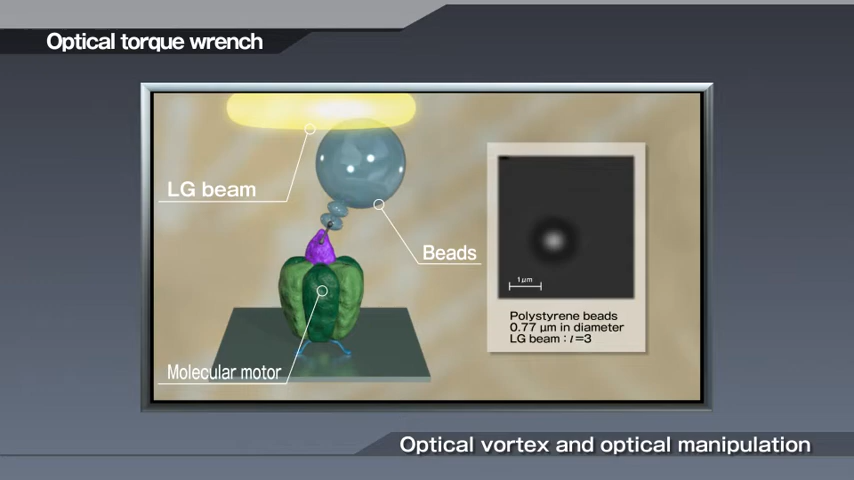 Optical torque wrench
LG beam
Beads
Molecular motor
1 μm
Polystyrene beads
0.77 μm in diameter
LG beam : l=3
Optical vortex and optical manipulation